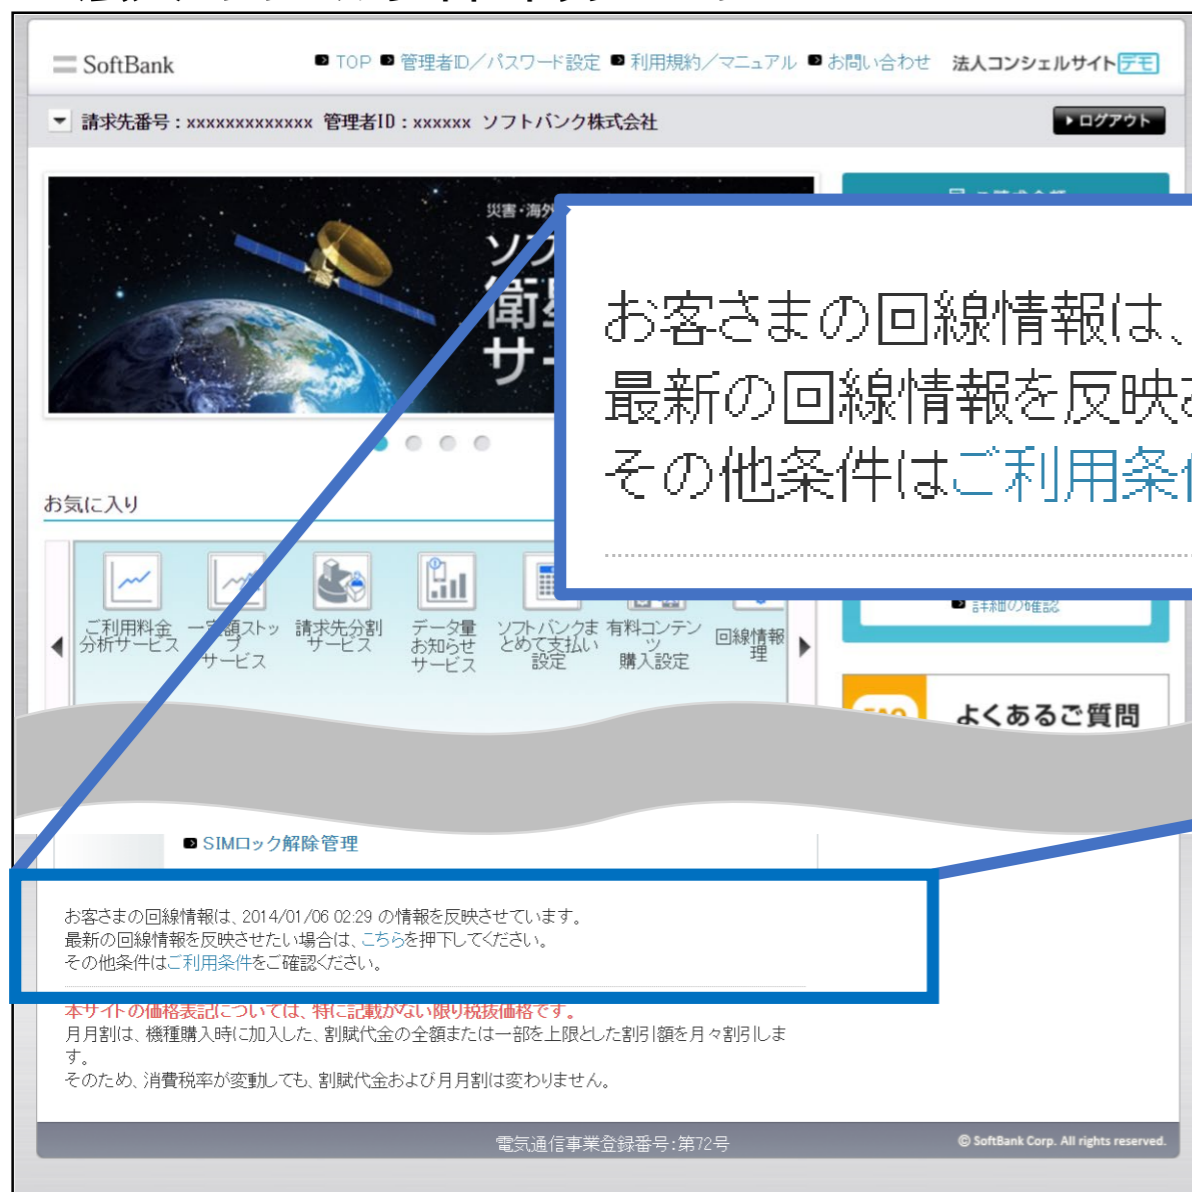 SoftBank
TOP 管理者ID／パスワード設定 利用規約／マニュアル お問い合わせ 法人コンシェルサイト デモ
請求先番号：xxxxxxxxxxxxx 管理者ID：xxxxxx ソフトバンク株式会社
ログアウト
災害・海外
お客さまの回線情報は、
最新の回線情報を反映
その他条件はご利用条
お気に入り
ご利用料金
分析サービス
一定額ストッ
プ
サービス
請求先分割
サービス
データ量
お知らせ
サービス
ソフトバンクま
とめて支払い
設定
有料コンテン
ツ
購入設定
回線情報
理
詳細の確認
よくあるご質問
SIMロック解除管理
お客さまの回線情報は、2014/01/06 02:29 の情報を反映させています。
最新の回線情報を反映させたい場合は、こちらを押下してください。
その他条件はご利用条件をご確認ください。
本サイトの価格表記については、特に記載がない限り税抜価格です。
月月割は、機種購入時に加入した、割賦代金の全額または一部を上限とした割引額を月々割引しま
す。
そのため、消費税率が変動しても、割賦代金および月月割は変わりません。
電気通信事業登録番号：第72号
© SoftBank Corp. All rights reserved.